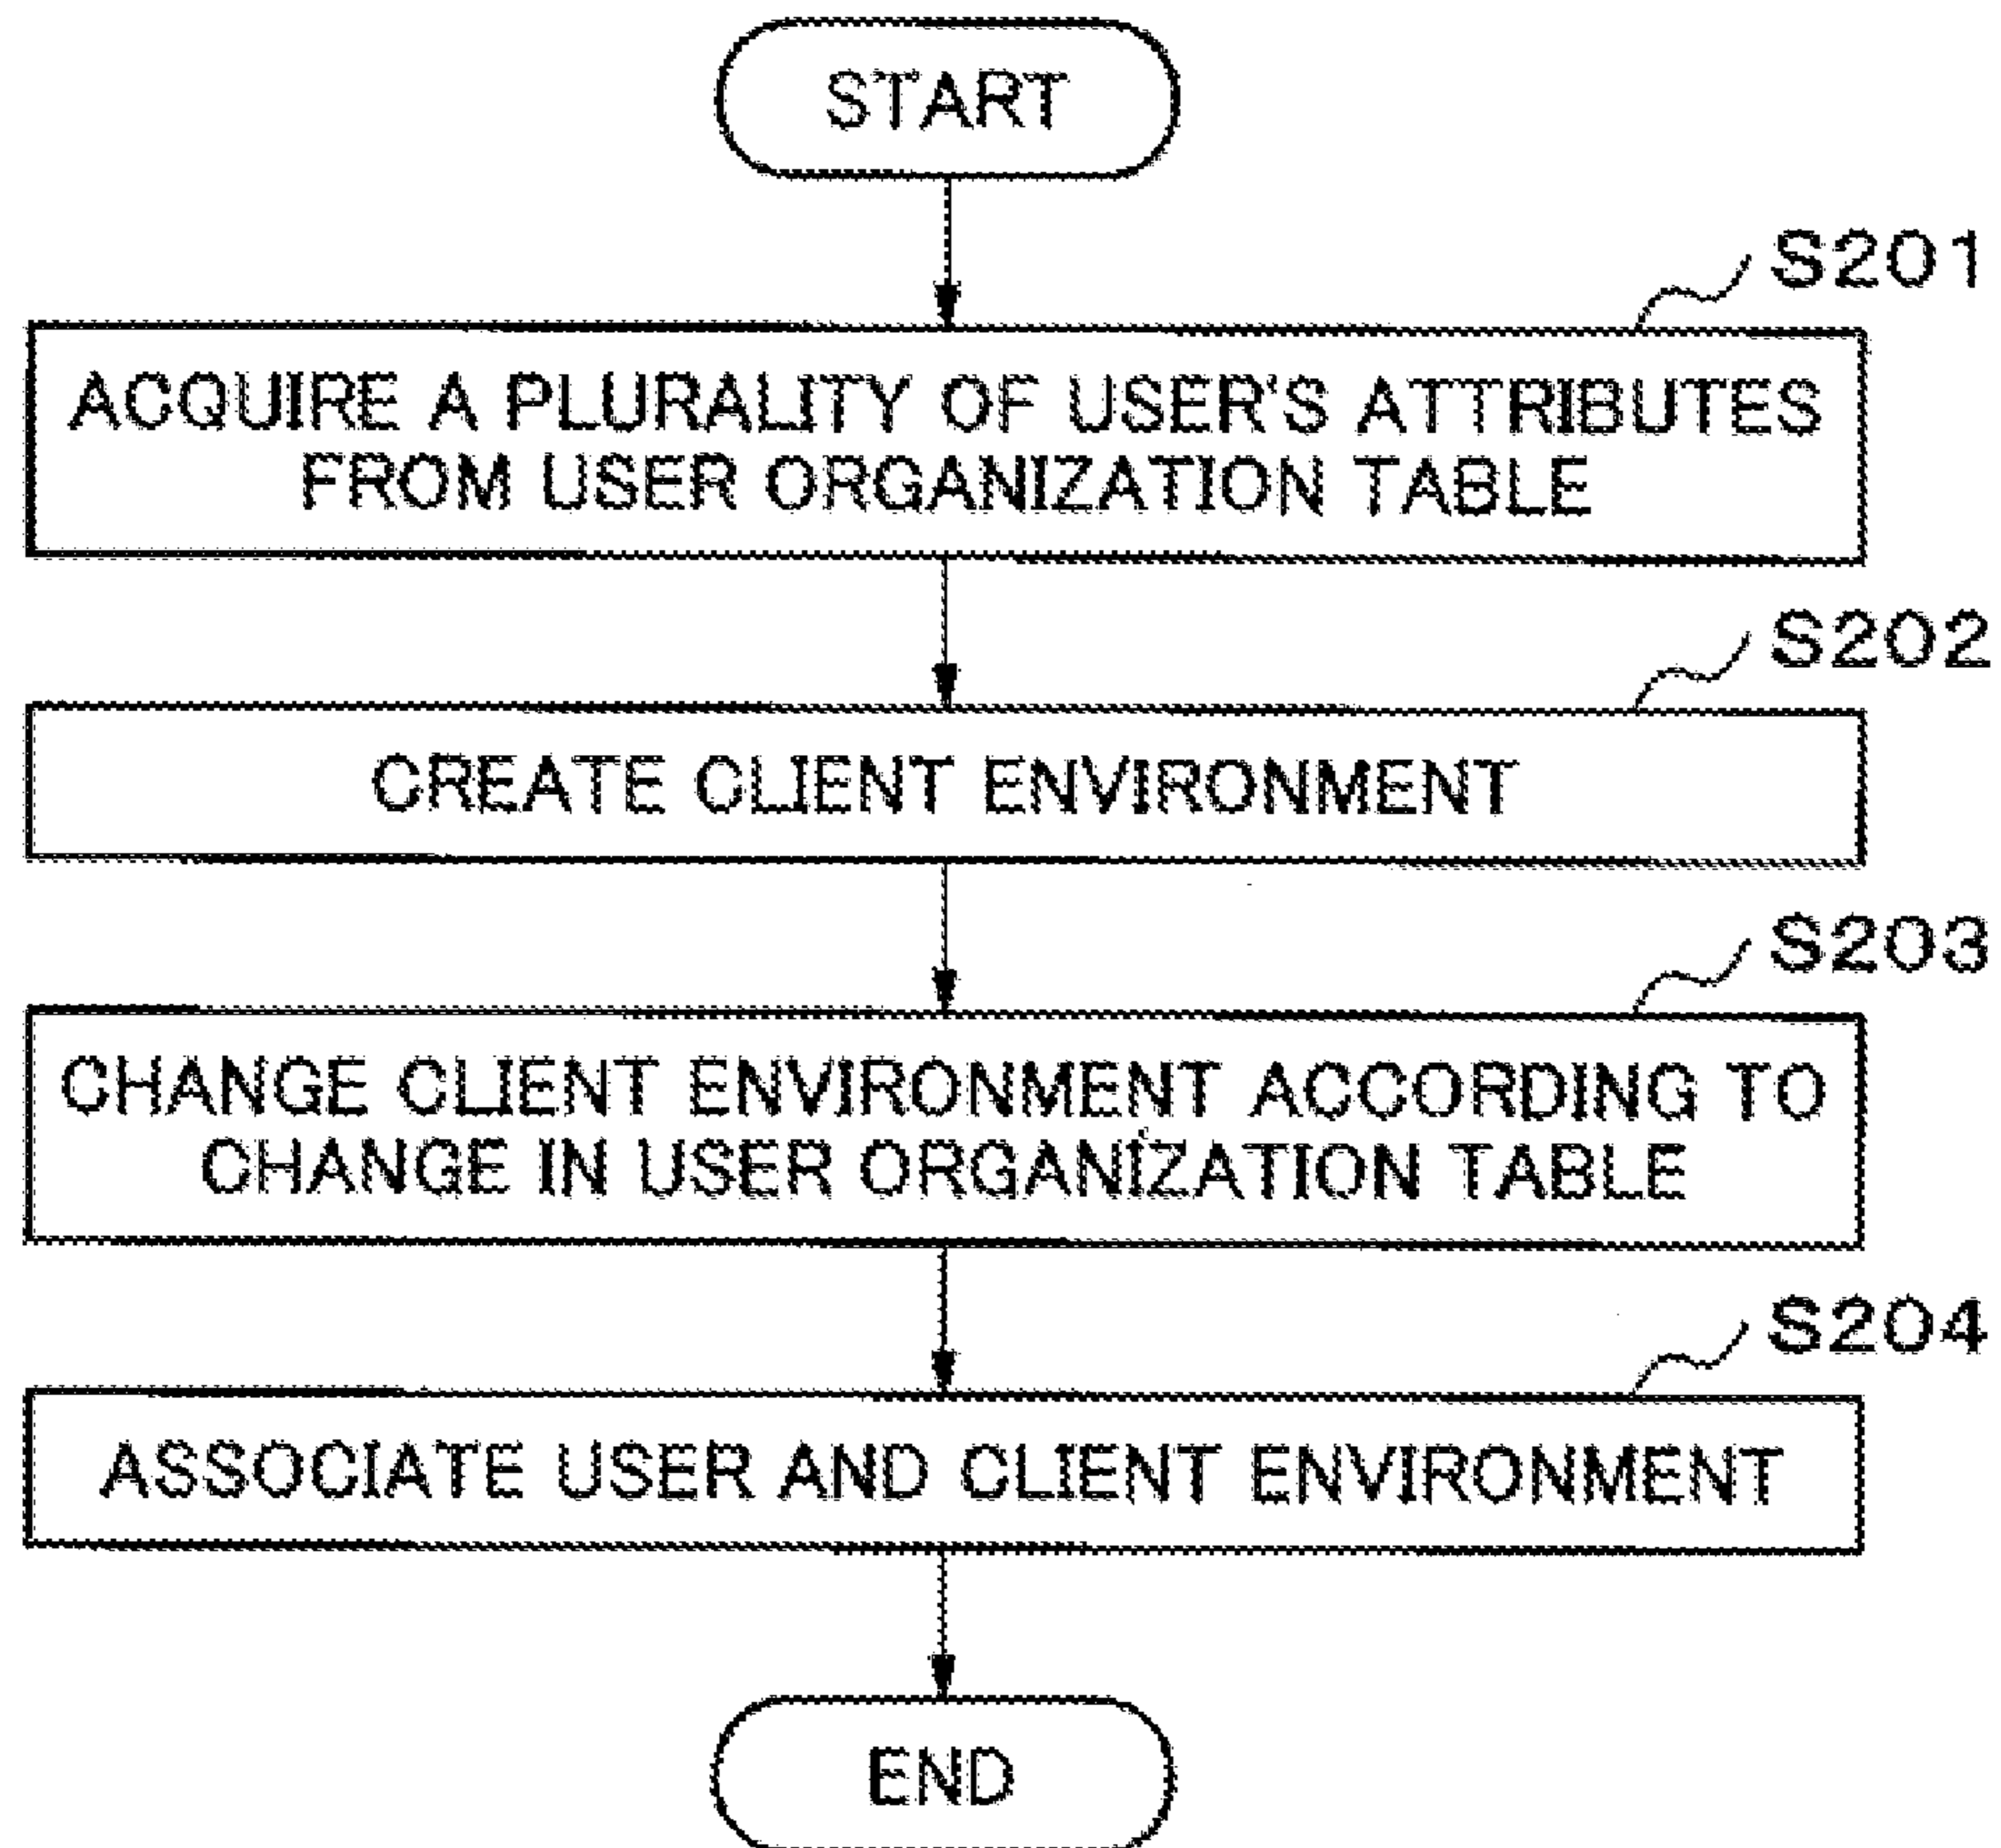 START
S201
ACQUIRE A PLURALITY OF USER'S ATTRIBUTES
FROM USER ORGANIZATION TABLE
S202
CREATE CLIENT ENVIRONMENT
S203
CHANGE CLIENT ENVIRONMENT ACCORDING TO
CHANGE IN USER ORGANIZATION TABLE
S204
ASSOCIATE USER AND CLIENT ENVIRONMENT
END